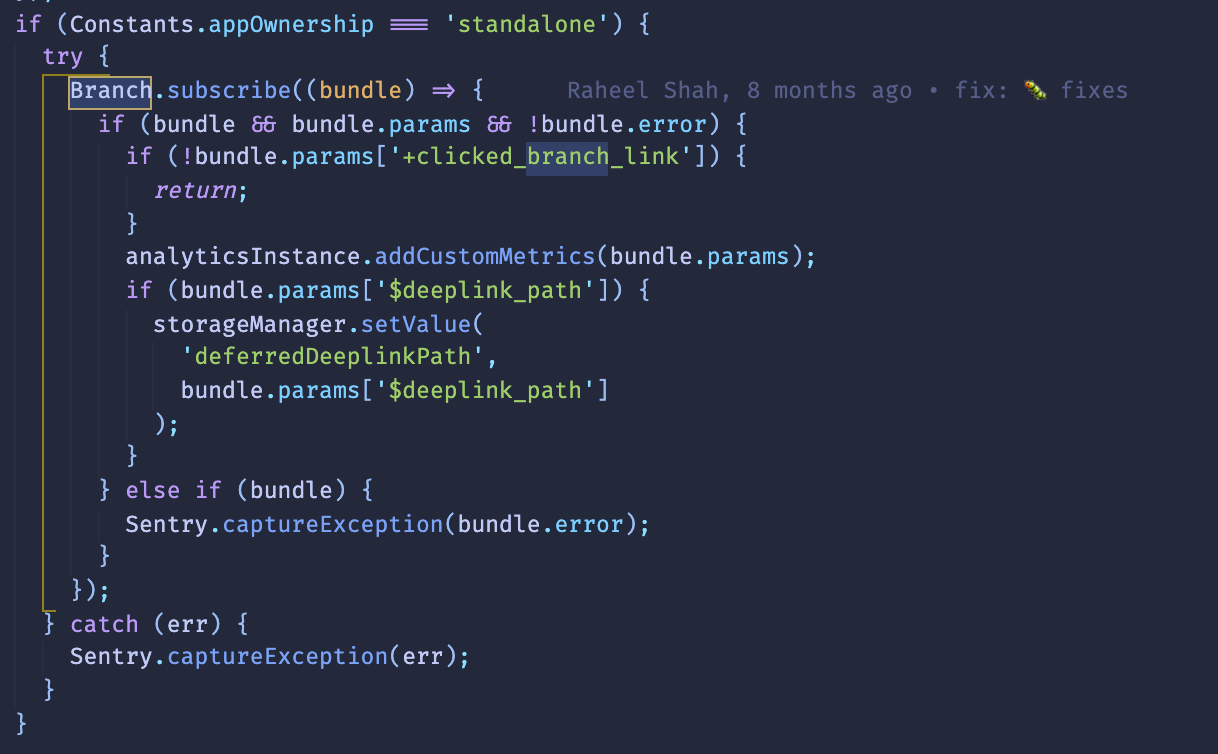 if (Constants.appOwnership === 'standalone') {
try {
Branch.subscribe((bundle) => { Raheel Shah, 8 months ago • fix: 🐛 fixes
if (bundle && bundle.params && !bundle.error) {
if (!bundle.params['+clicked_branch_link']) {
return;
}
analyticsInstance.addCustomMetrics(bundle.params);
if (bundle.params['$deeplink_path']) {
storageManager.setValue(
'deferredDeeplinkPath',
bundle.params['$deeplink_path']
);
}
} else if (bundle) {
Sentry.captureException(bundle.error);
}
});
} catch (err) {
Sentry.captureException(err);
}
}